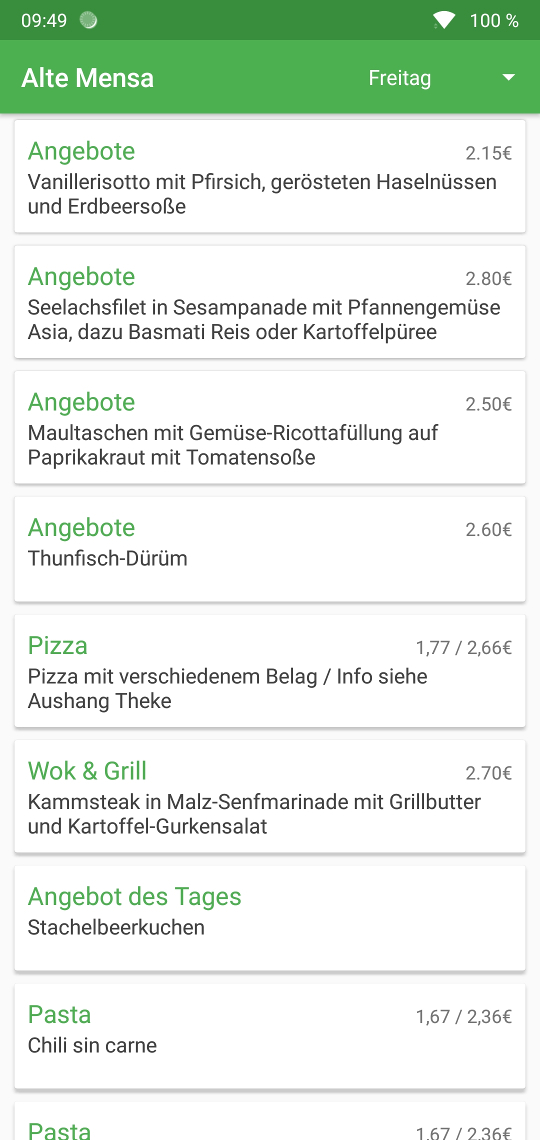 09:49 100 %
Alte Mensa Freitag
Angebote 2.15€
Vanillerisotto mit Pfirsich, gerösteten Haselnüssen
und Erdbeersoße
Angebote 2.80€
Seelachsfilet in Sesampanade mit Pfannengemüse
Asia, dazu Basmati Reis oder Kartoffelpüree
Angebote 2.50€
Maultaschen mit Gemüse-Ricottafüllung auf
Paprikakraut mit Tomatensoße
Angebote 2.60€
Thunfisch-Dürüm
Pizza 1,77 / 2,66€
Pizza mit verschiedenem Belag / Info siehe
Aushang Theke
Wok & Grill 2.70€
Kammsteak in Malz-Senfmarinade mit Grillbutter
und Kartoffel-Gurkensalat
Angebot des Tages
Stachelbeerkuchen
Pasta 1,67 / 2,36€
Chili sin carne
Pasta 1,67 / 2,36€